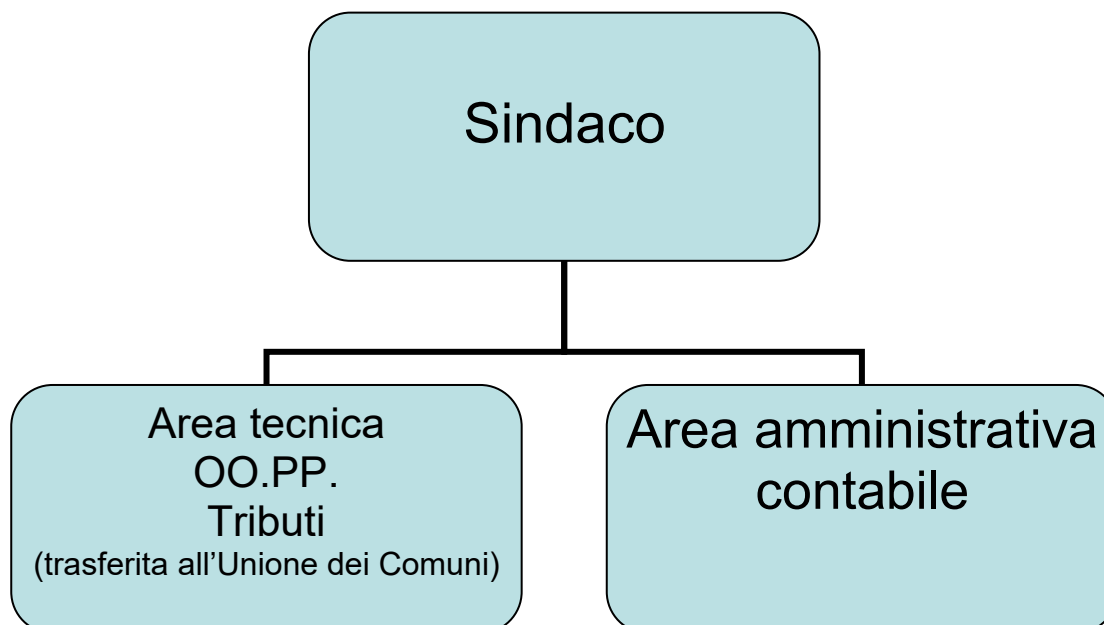 Sindaco
Area tecnica
OO.PP.
Tributi
(trasferita all’Unione dei Comuni)
Area amministrativa
contabile